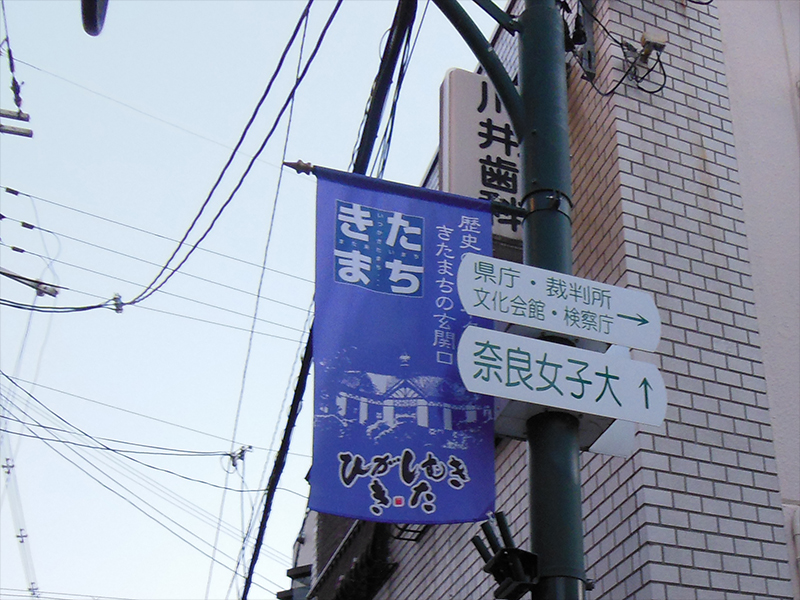 川井歯科
きた
まち
歴史
きたまちの玄関口
ひがしむき
きた
県庁・裁判所
文化会館・検察庁→
奈良女子大↑